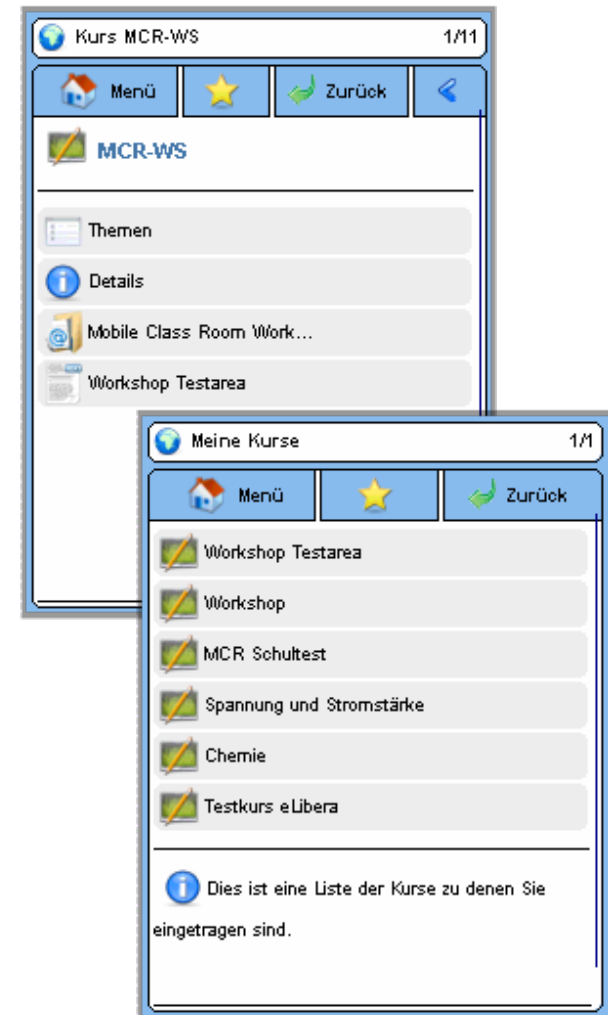 Kurs MCR-WS 1/11
Menü Zurück
MCR-WS
Themen
Details
Mobile Class Room Work...
Workshop Testarea
Meine Kurse 1/1
Menü Zurück
Workshop Testarea
Workshop
MCR Schultest
Spannung und Stromstärke
Chemie
Testkurs eLibera
Dies ist eine Liste der Kurse zu denen Sie
eingetragen sind.